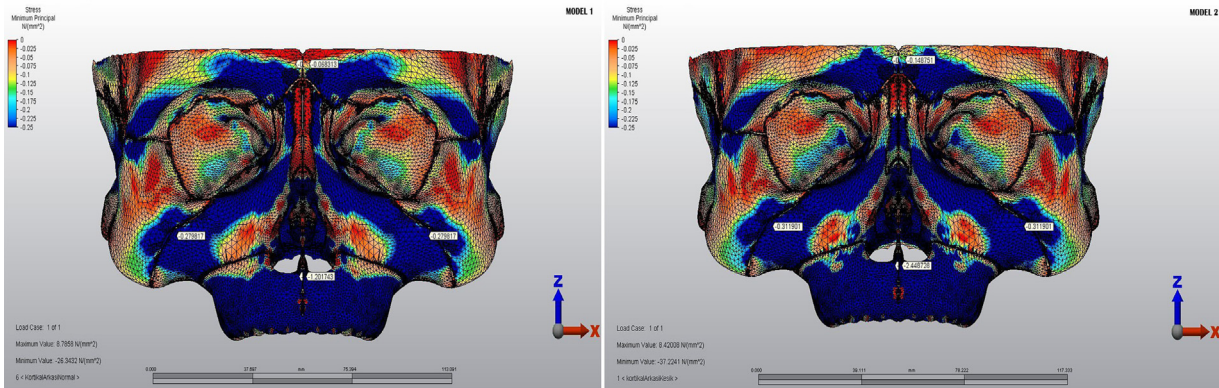 Stress
Minimum Principal
N/(mm^2)
MODEL 1
0
-0.025
-0.05
-0.075
-0.1
-0.125
-0.15
-0.175
-0.2
-0.225
-0.25
-0.068313
-0.279817
-0.279817
-1.201743
Z
X
Load Case: 1 of 1
Maximum Value: 8.7858 N/(mm^2)
Minimum Value: -26.3432 N/(mm^2)
6 < KortikalArkasiNormal >
0.000
37.697
mm
75.394
113.091
Stress
Minimum Principal
N/(mm^2)
MODEL 2
0
-0.025
-0.05
-0.075
-0.1
-0.125
-0.15
-0.175
-0.2
-0.225
-0.25
-0.148751
-0.311901
-0.311901
Z
X
Load Case: 1 of 1
Maximum Value: 8.42008 N/(mm^2)
Minimum Value: -37.2241 N/(mm^2)
1 < kortikalArkasiKesik >
0.000
39.111
mm
78.222
117.333